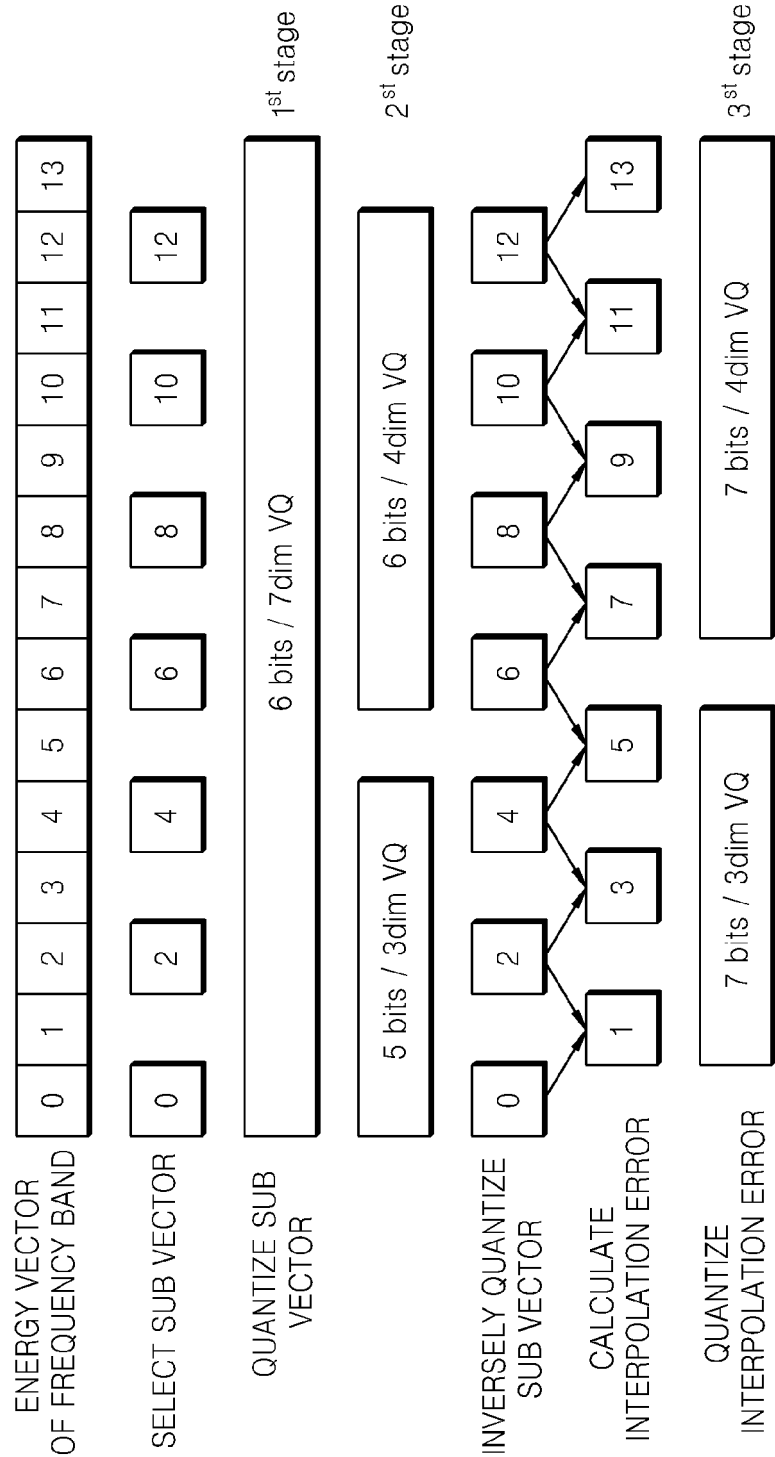 ENERGY VECTOR
OF FREQUENCY BAND
0 1 2 3 4 5 6 7 8 9 10 11 12 13
SELECT SUB VECTOR
0 2 4 6 8 10 12
QUANTIZE SUB
VECTOR
6 bits / 7dim VQ
1st stage
5 bits / 3dim VQ
6 bits / 4dim VQ
2st stage
INVERSELY QUANTIZE
SUB VECTOR
0 2 4 6 8 10 12
CALCULATE
INTERPOLATION ERROR
1 3 5 7 9 11 13
QUANTIZE
INTERPOLATION ERROR
7 bits / 3dim VQ
7 bits / 4dim VQ
3st stage